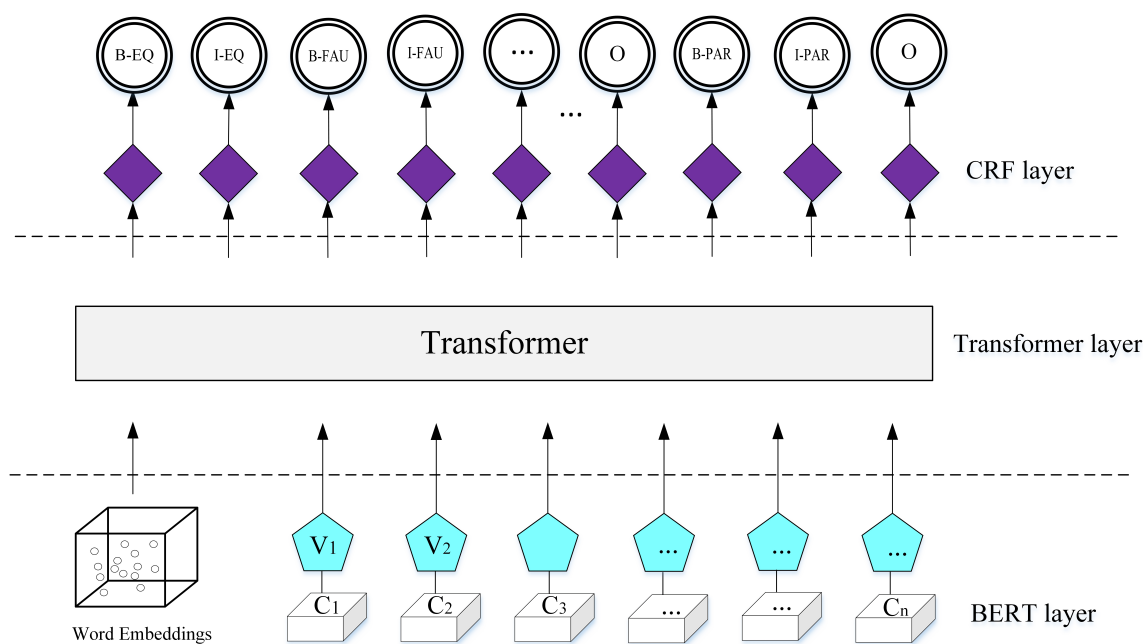 B-EQ I-EQ B-FAU I-FAU ... O B-PAR I-PAR O
...
CRF layer
Transformer
Transformer layer
V1 V2 ... ... ...
C1 C2 C3 ... ... Cn
BERT layer
Word Embeddings